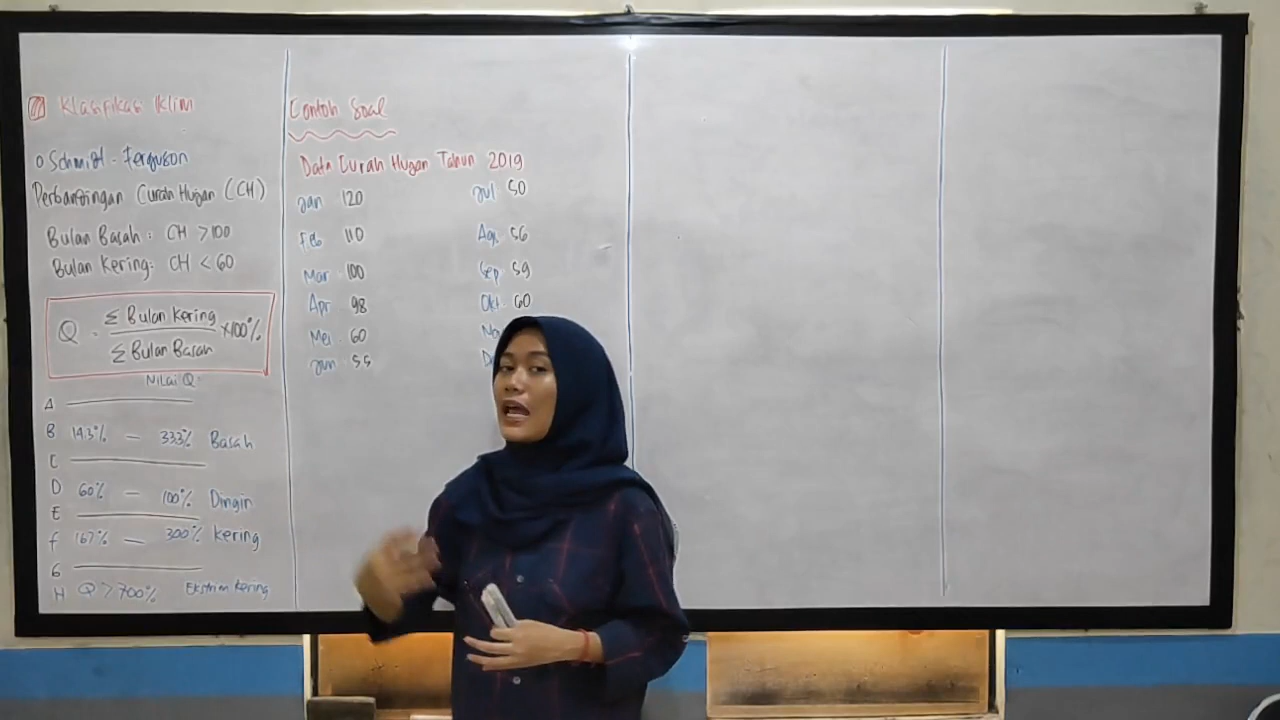 Klasifikasi Iklim
o Schmidt - Ferguson
Perbandingan Curah Hujan (CH)
Bulan Basah : CH > 100
Bulan Kering : CH < 60
Q = Σ Bulan Kering / Σ Bulan Basah × 100%
Nilai Q
A
B 14.3% — 33.3% Basah
C
D 60% — 100% Dingin
E
F 167% — 300% Kering
G
H Q > 700% Ekstrim Kering
Contoh Soal
Data Curah Hujan Tahun 2019
Jan 120
Feb 110
Mar 100
Apr 98
Mei 60
Jun 55
Jul 50
Ag. 56
Sep 59
Okt 60
No
D